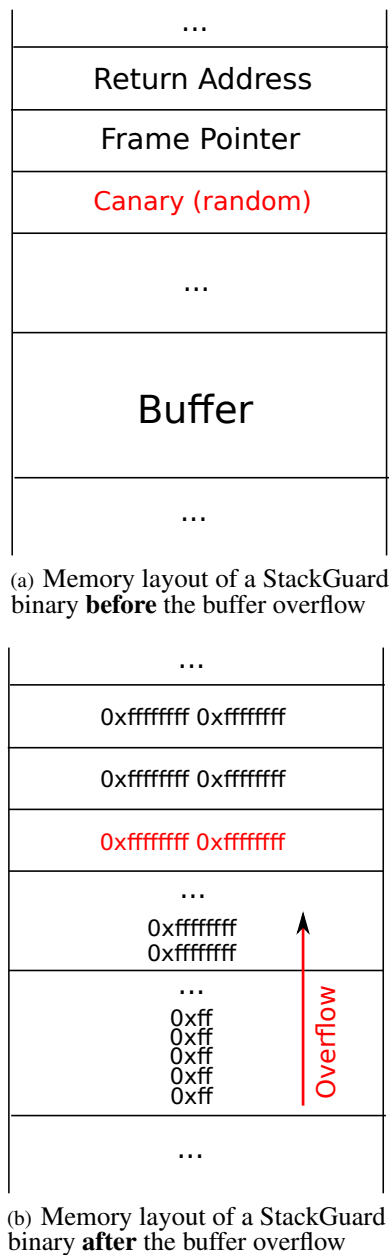 ...
Return Address
Frame Pointer
Canary (random)
...
Buffer
...
(a) Memory layout of a StackGuard
binary before the buffer overflow
...
0xffffffff 0xffffffff
0xffffffff 0xffffffff
0xffffffff 0xffffffff
...
0xffffffff
0xffffffff
...
0xff
0xff
0xff
0xff
0xff
Overflow
...
(b) Memory layout of a StackGuard
binary after the buffer overflow